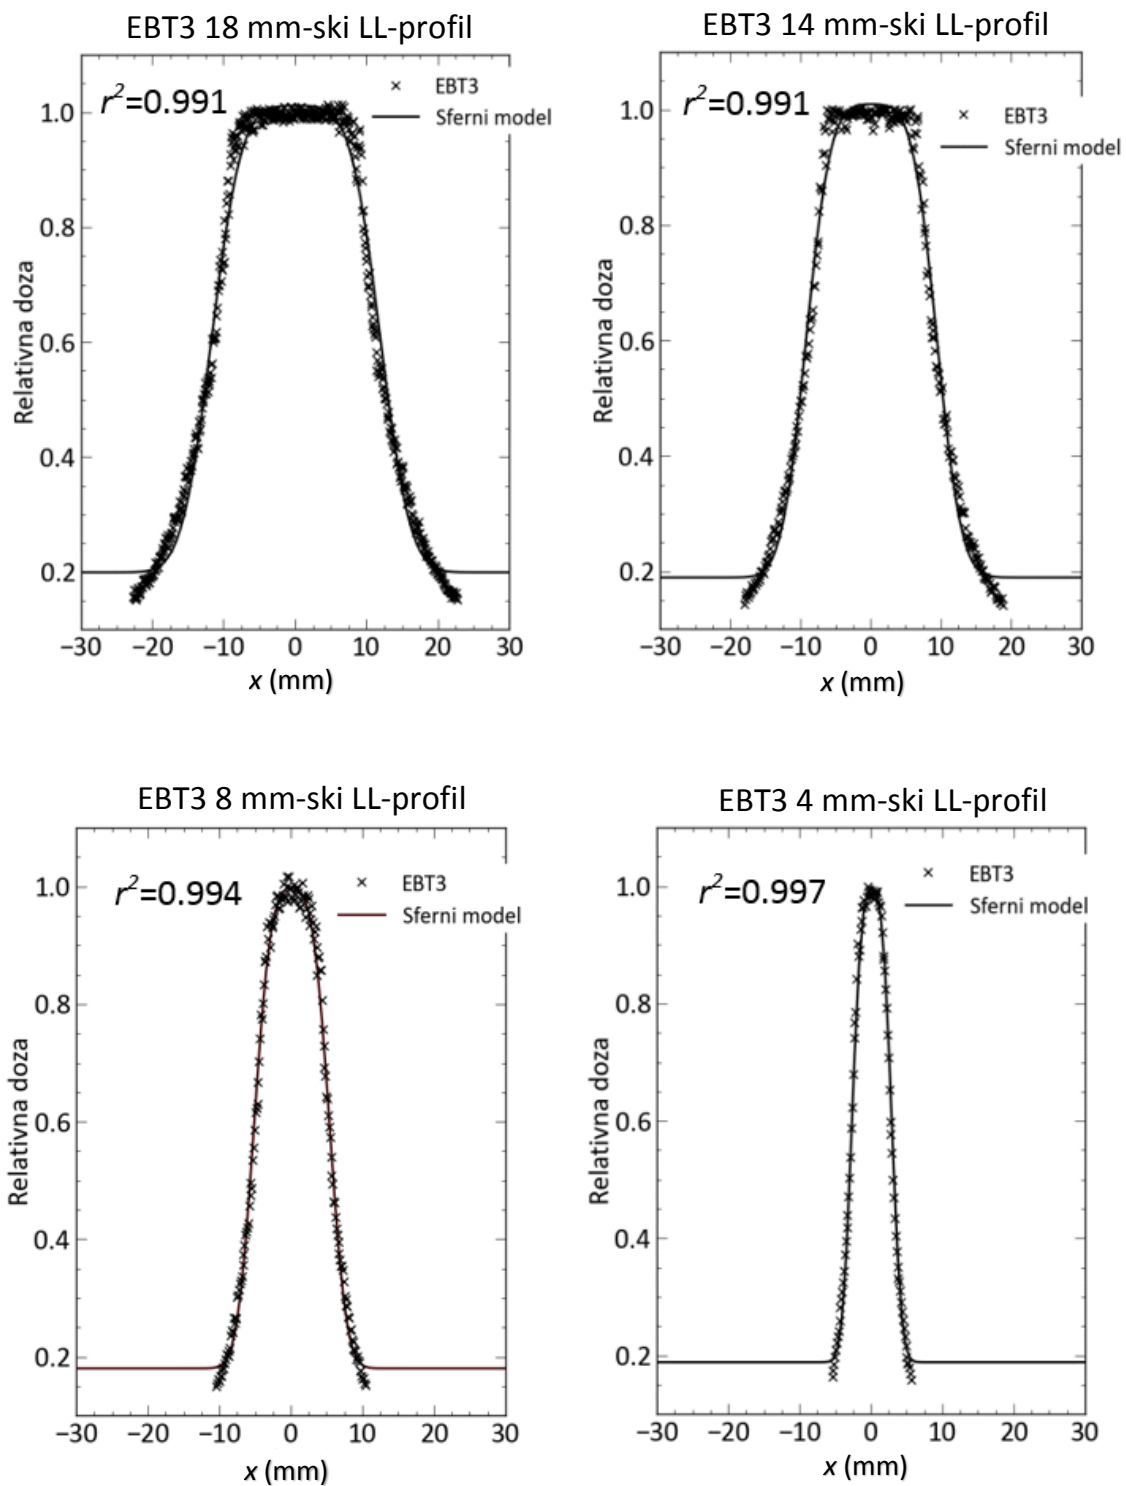 EBT3 18 mm-ski LL-profil
r²=0.991
EBT3
Sferni model
1.0
0.8
0.6
0.4
0.2
Relativna doza
−30 −20 −10 0 10 20 30
x (mm)
EBT3 14 mm-ski LL-profil
r²=0.991
EBT3
Sferni model
1.0
0.8
0.6
0.4
0.2
Relativna doza
−30 −20 −10 0 10 20 30
x (mm)
EBT3 8 mm-ski LL-profil
r²=0.994
EBT3
Sferni model
1.0
0.8
0.6
0.4
0.2
Relativna doza
−30 −20 −10 0 10 20 30
x (mm)
EBT3 4 mm-ski LL-profil
r²=0.997
EBT3
Sferni model
1.0
0.8
0.6
0.4
0.2
Relativna doza
−30 −20 −10 0 10 20 30
x (mm)